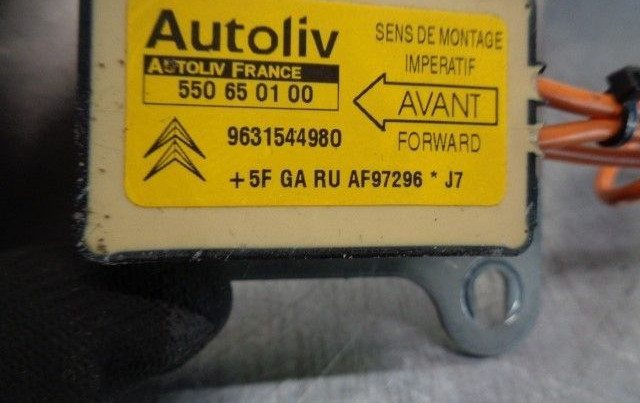 Autoliv
AUTOLIV FRANCE
550 65 01 00
SENS DE MONTAGE
IMPERATIF
AVANT
FORWARD
9631544980
+5F GA RU AF97296 * J7